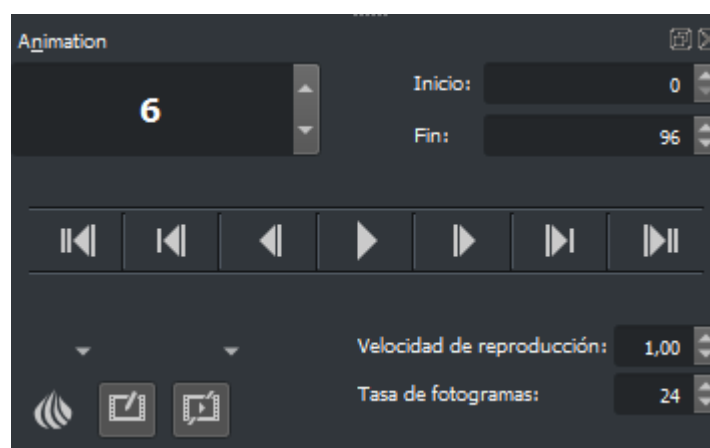 Animation
6
Inicio: 0
Fin: 96
Velocidad de reproducción: 1,00
Tasa de fotogramas: 24